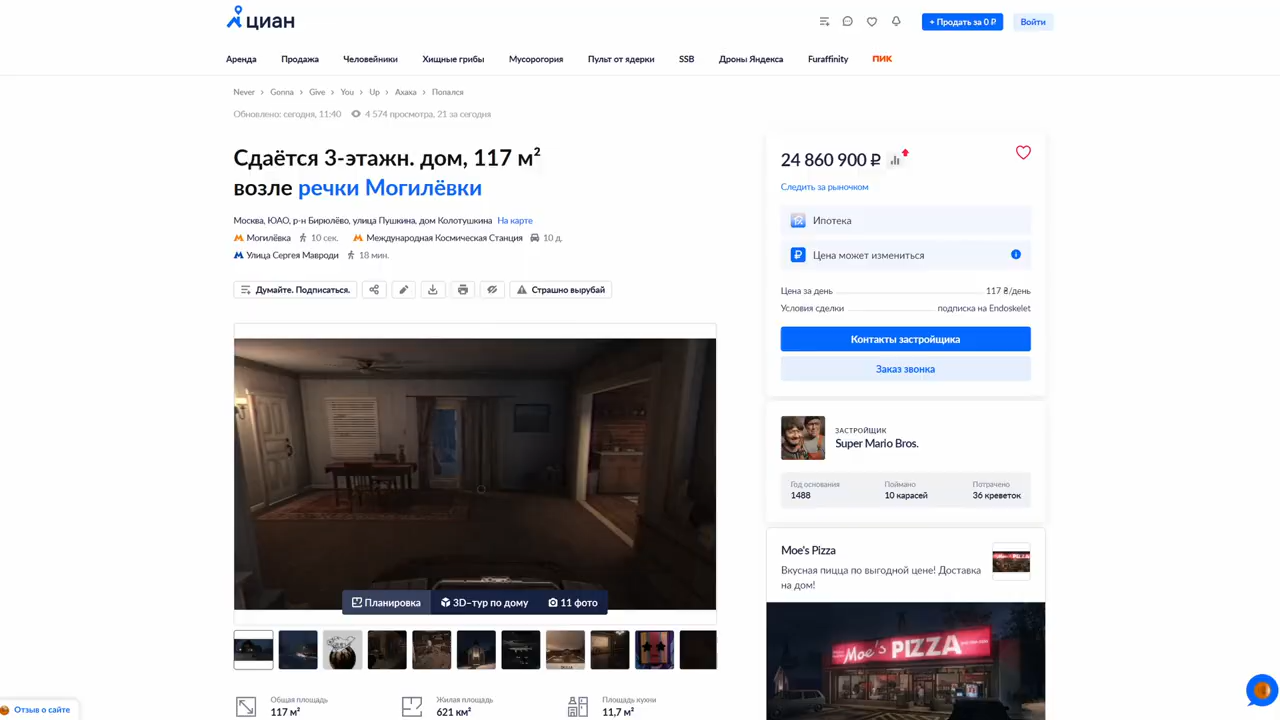 циан
+ Продать за 0 ₽
Войти
Аренда Продажа Человейники Хищные грибы Мусорогория Пульт от ядерки SSB Дроны Яндекса Furaffinity ПИК
Never > Gonna > Give > You > Up > Ахаха > Попался
Обновлено: сегодня, 11:40 4 574 просмотра, 21 за сегодня
Сдаётся 3-этажн. дом, 117 м²
возле речки Могилёвки
Москва, ЮАО, р-н Бирюлёво, улица Пушкина, дом Колотушкина На карте
Могилёвка 10 сек. Международная Космическая Станция 10 д.
Улица Сергея Мавроди 18 мин.
Думайте. Подписаться.
Страшно вырубай
Планировка
3D–тур по дому
11 фото
Общая площадь
117 м²
Жилая площадь
621 км²
Площадь кухни
11,7 м²
24 860 900 ₽
Следить за рыночком
Ипотека
Цена может измениться
Цена за день 117 ₴/день
Условия сделки подписка на Endoskelet
Контакты застройщика
Заказ звонка
ЗАСТРОЙЩИК
Super Mario Bros.
Год основания
1488
Поймано
10 карасей
Потрачено
36 креветок
Moe's Pizza
Вкусная пицца по выгодной цене! Доставка
на дом!
Moe's PIZZA
Отзыв о сайте